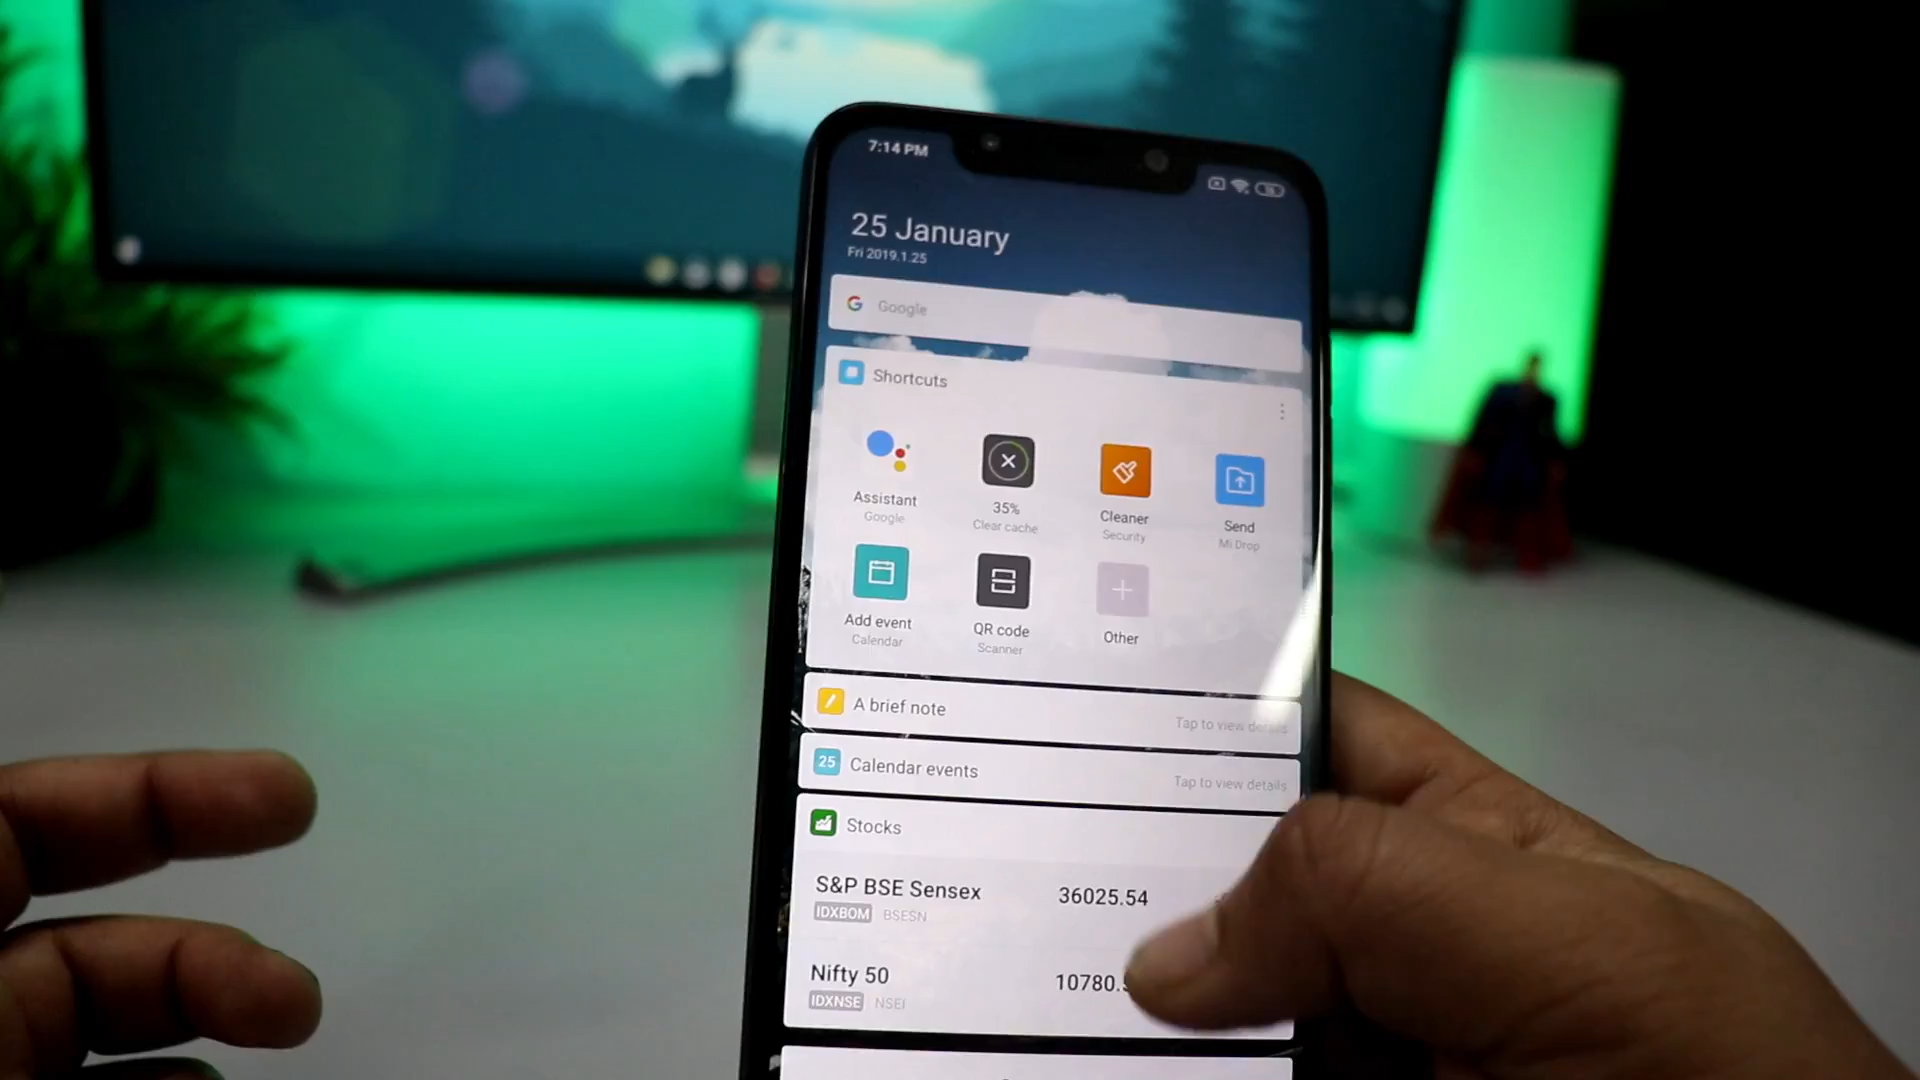 7:14 PM
25 January
Fri 2019.1.25
Google
Shortcuts
Assistant
Google
35%
Clear cache
Cleaner
Security
Send
Mi Drop
Add event
Calendar
QR code
Scanner
Other
A brief note
Tap to view details
25
Calendar events
Tap to view details
Stocks
S&P BSE Sensex 36025.54
IDXBOM BSESN
Nifty 50 10780.
IDXNSE NSEI